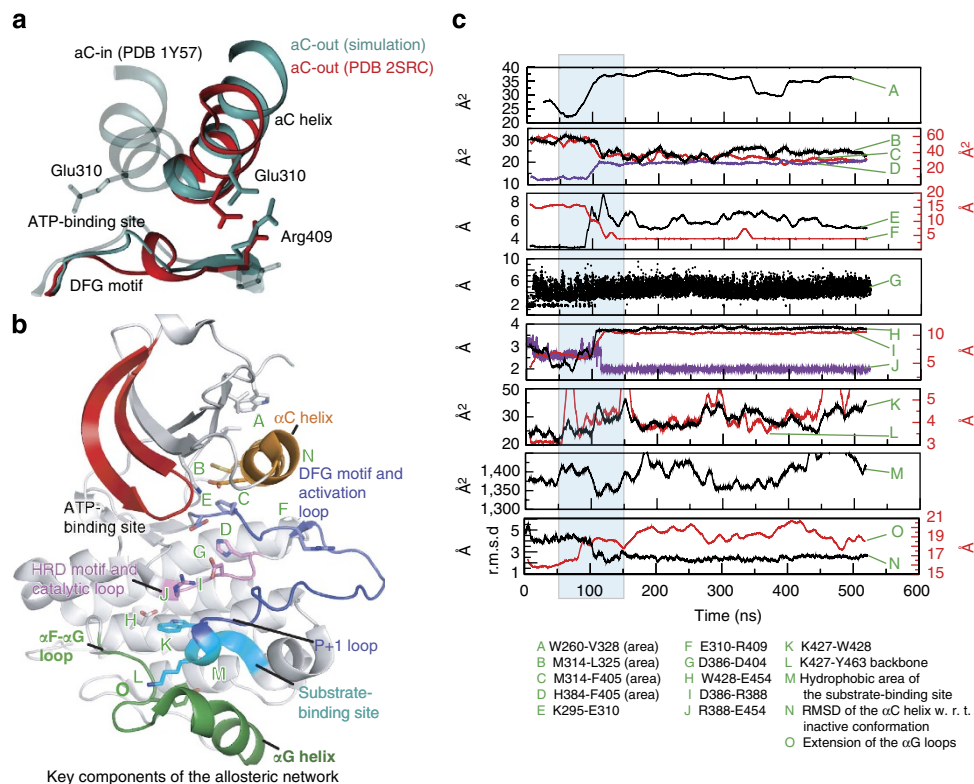 a
aC-in (PDB 1Y57)
aC-out (simulation)
aC-out (PDB 2SRC)
aC helix
Glu310
Glu310
ATP-binding site
Arg409
DFG motif
b
A
αC helix
B
N
E
C
DFG motif and
activation
loop
ATP-
binding site
D
F
G
HRD motif and
catalytic loop
I
J
H
K
P+1 loop
αF-αG
loop
L
M
O
Substrate-
binding site
αG helix
Key components of the allosteric network
c
40
35
30
25
20
Å²
A
30
20
10
Å²
60
40
20
Å²
B
C
D
8
6
4
Å
20
15
10
5
Å
E
F
10
8
6
4
2
Å
G
4
3
2
Å
10
5
Å
H
I
J
50
30
20
Å²
6
5
4
3
Å
K
L
1,400
1,300
Å²
M
5
3
1
r.m.s.d
Å
21
19
17
15
Å
O
N
0 100 200 300 400 500 600
Time (ns)
A W260-V328 (area)
B M314-L325 (area)
C M314-F405 (area)
D H384-F405 (area)
E K295-E310
F E310-R409
G D386-D404
H W428-E454
I D386-R388
J R388-E454
K K427-W428
L K427-Y463 backbone
M Hydrophobic area of
the substrate-binding site
N RMSD of the αC helix w. r. t.
inactive conformation
O Extension of the αG loops